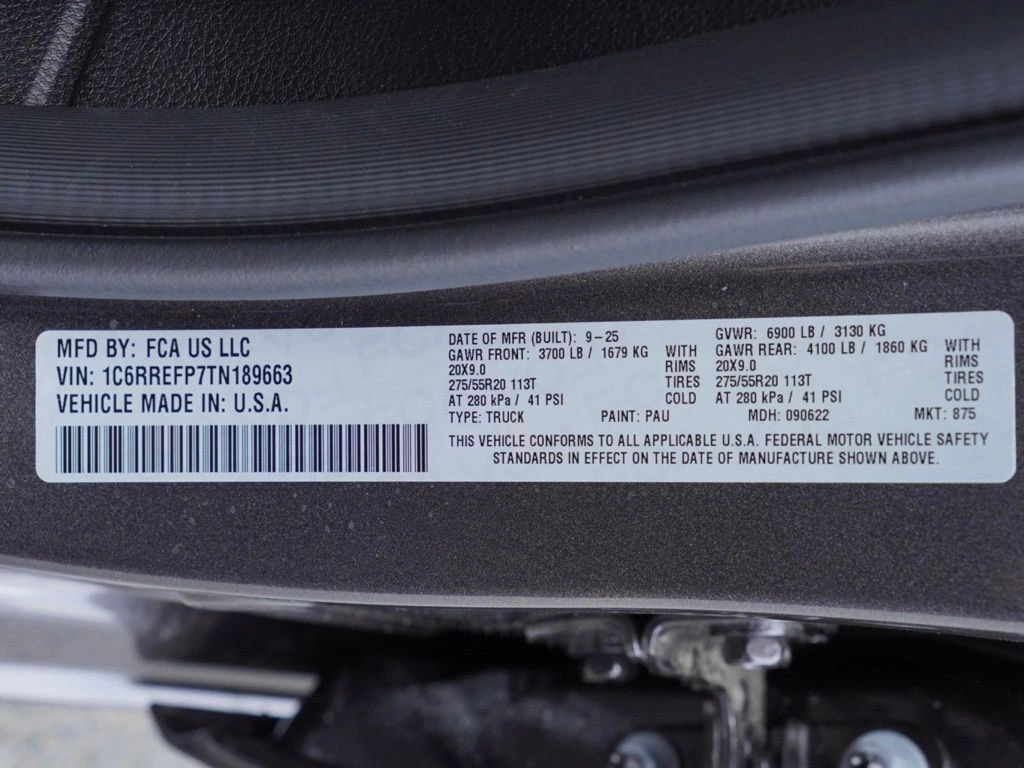 MFD BY: FCA US LLC
VIN: 1C6RREFP7TN189663
VEHICLE MADE IN: U.S.A.
DATE OF MFR (BUILT): 9-25
GAWR FRONT: 3700 LB / 1679 KG WITH
20X9.0 RIMS
275/55R20 113T TIRES
AT 280 kPa / 41 PSI COLD
GVWR: 6900 LB / 3130 KG
GAWR REAR: 4100 LB / 1860 KG WITH
20X9.0 RIMS
275/55R20 113T TIRES
AT 280 kPa / 41 PSI COLD
TYPE: TRUCK PAINT: PAU MDH: 090622 MKT: 875
THIS VEHICLE CONFORMS TO ALL APPLICABLE U.S.A. FEDERAL MOTOR VEHICLE SAFETY
STANDARDS IN EFFECT ON THE DATE OF MANUFACTURE SHOWN ABOVE.